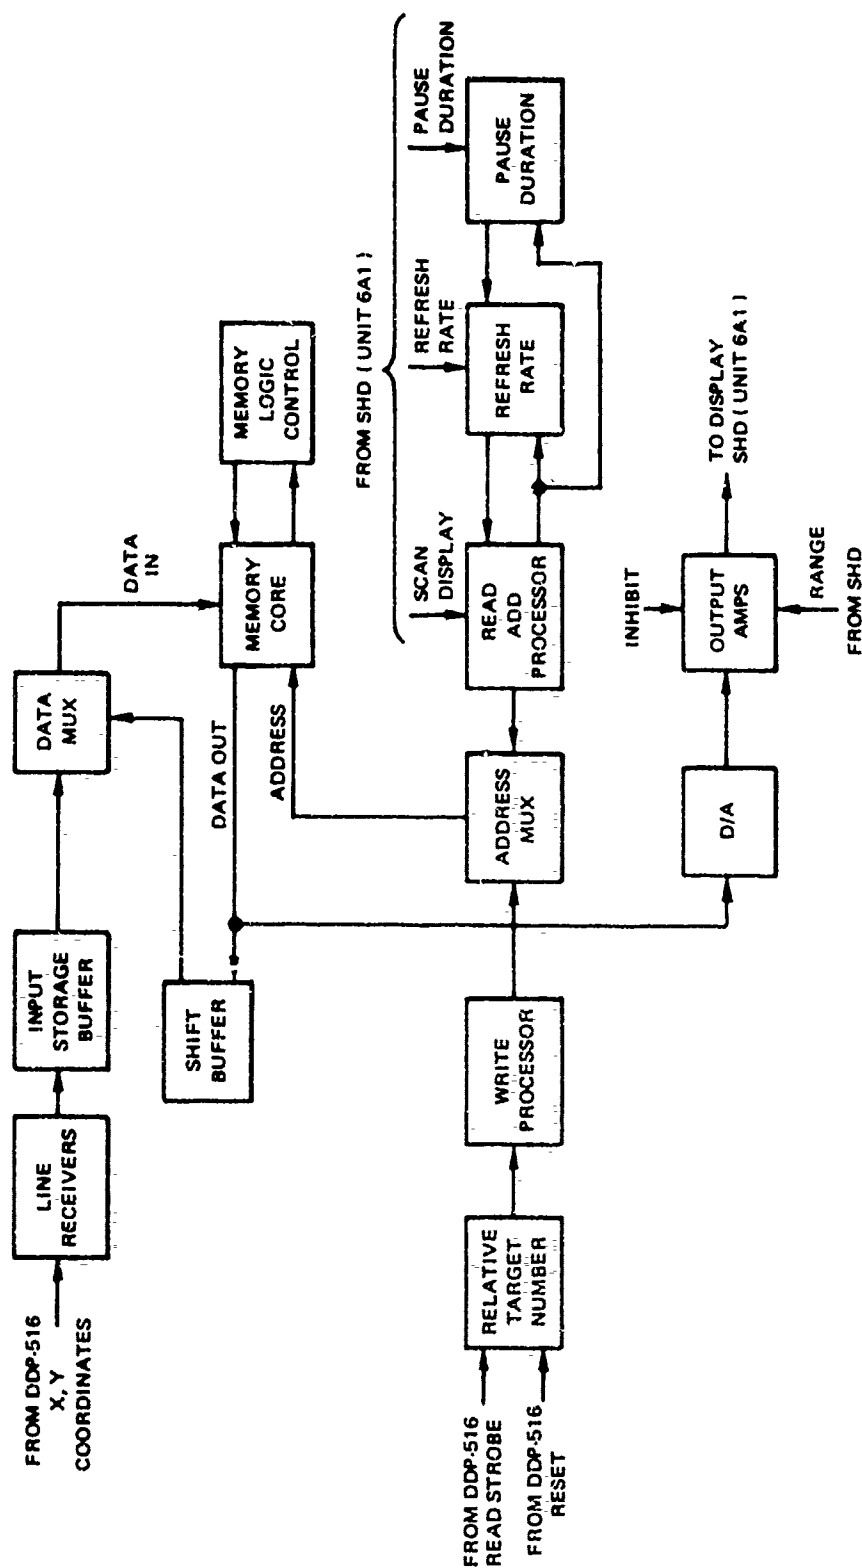 FROM DDP-516
X, Y
COORDINATES
LINE
RECEIVERS
INPUT
STORAGE
BUFFER
DATA
MUX
SHIFT
BUFFER
DATA OUT
ADDRESS
DATA
IN
MEMORY
CORE
MEMORY
LOGIC
CONTROL
FROM SHD ( UNIT 6A1 )
SCAN
DISPLAY
REFRESH
RATE
PAUSE
DURATION
FROM DDP-516
READ STROBE
FROM DDP-516
RESET
RELATIVE
TARGET
NUMBER
WRITE
PROCESSOR
ADDRESS
MUX
READ
ADD
PROCESSOR
REFRESH
RATE
PAUSE
DURATION
D/A
INHIBIT
OUTPUT
AMPS
RANGE
FROM SHD
TO DISPLAY
SHD ( UNIT 6A1 )